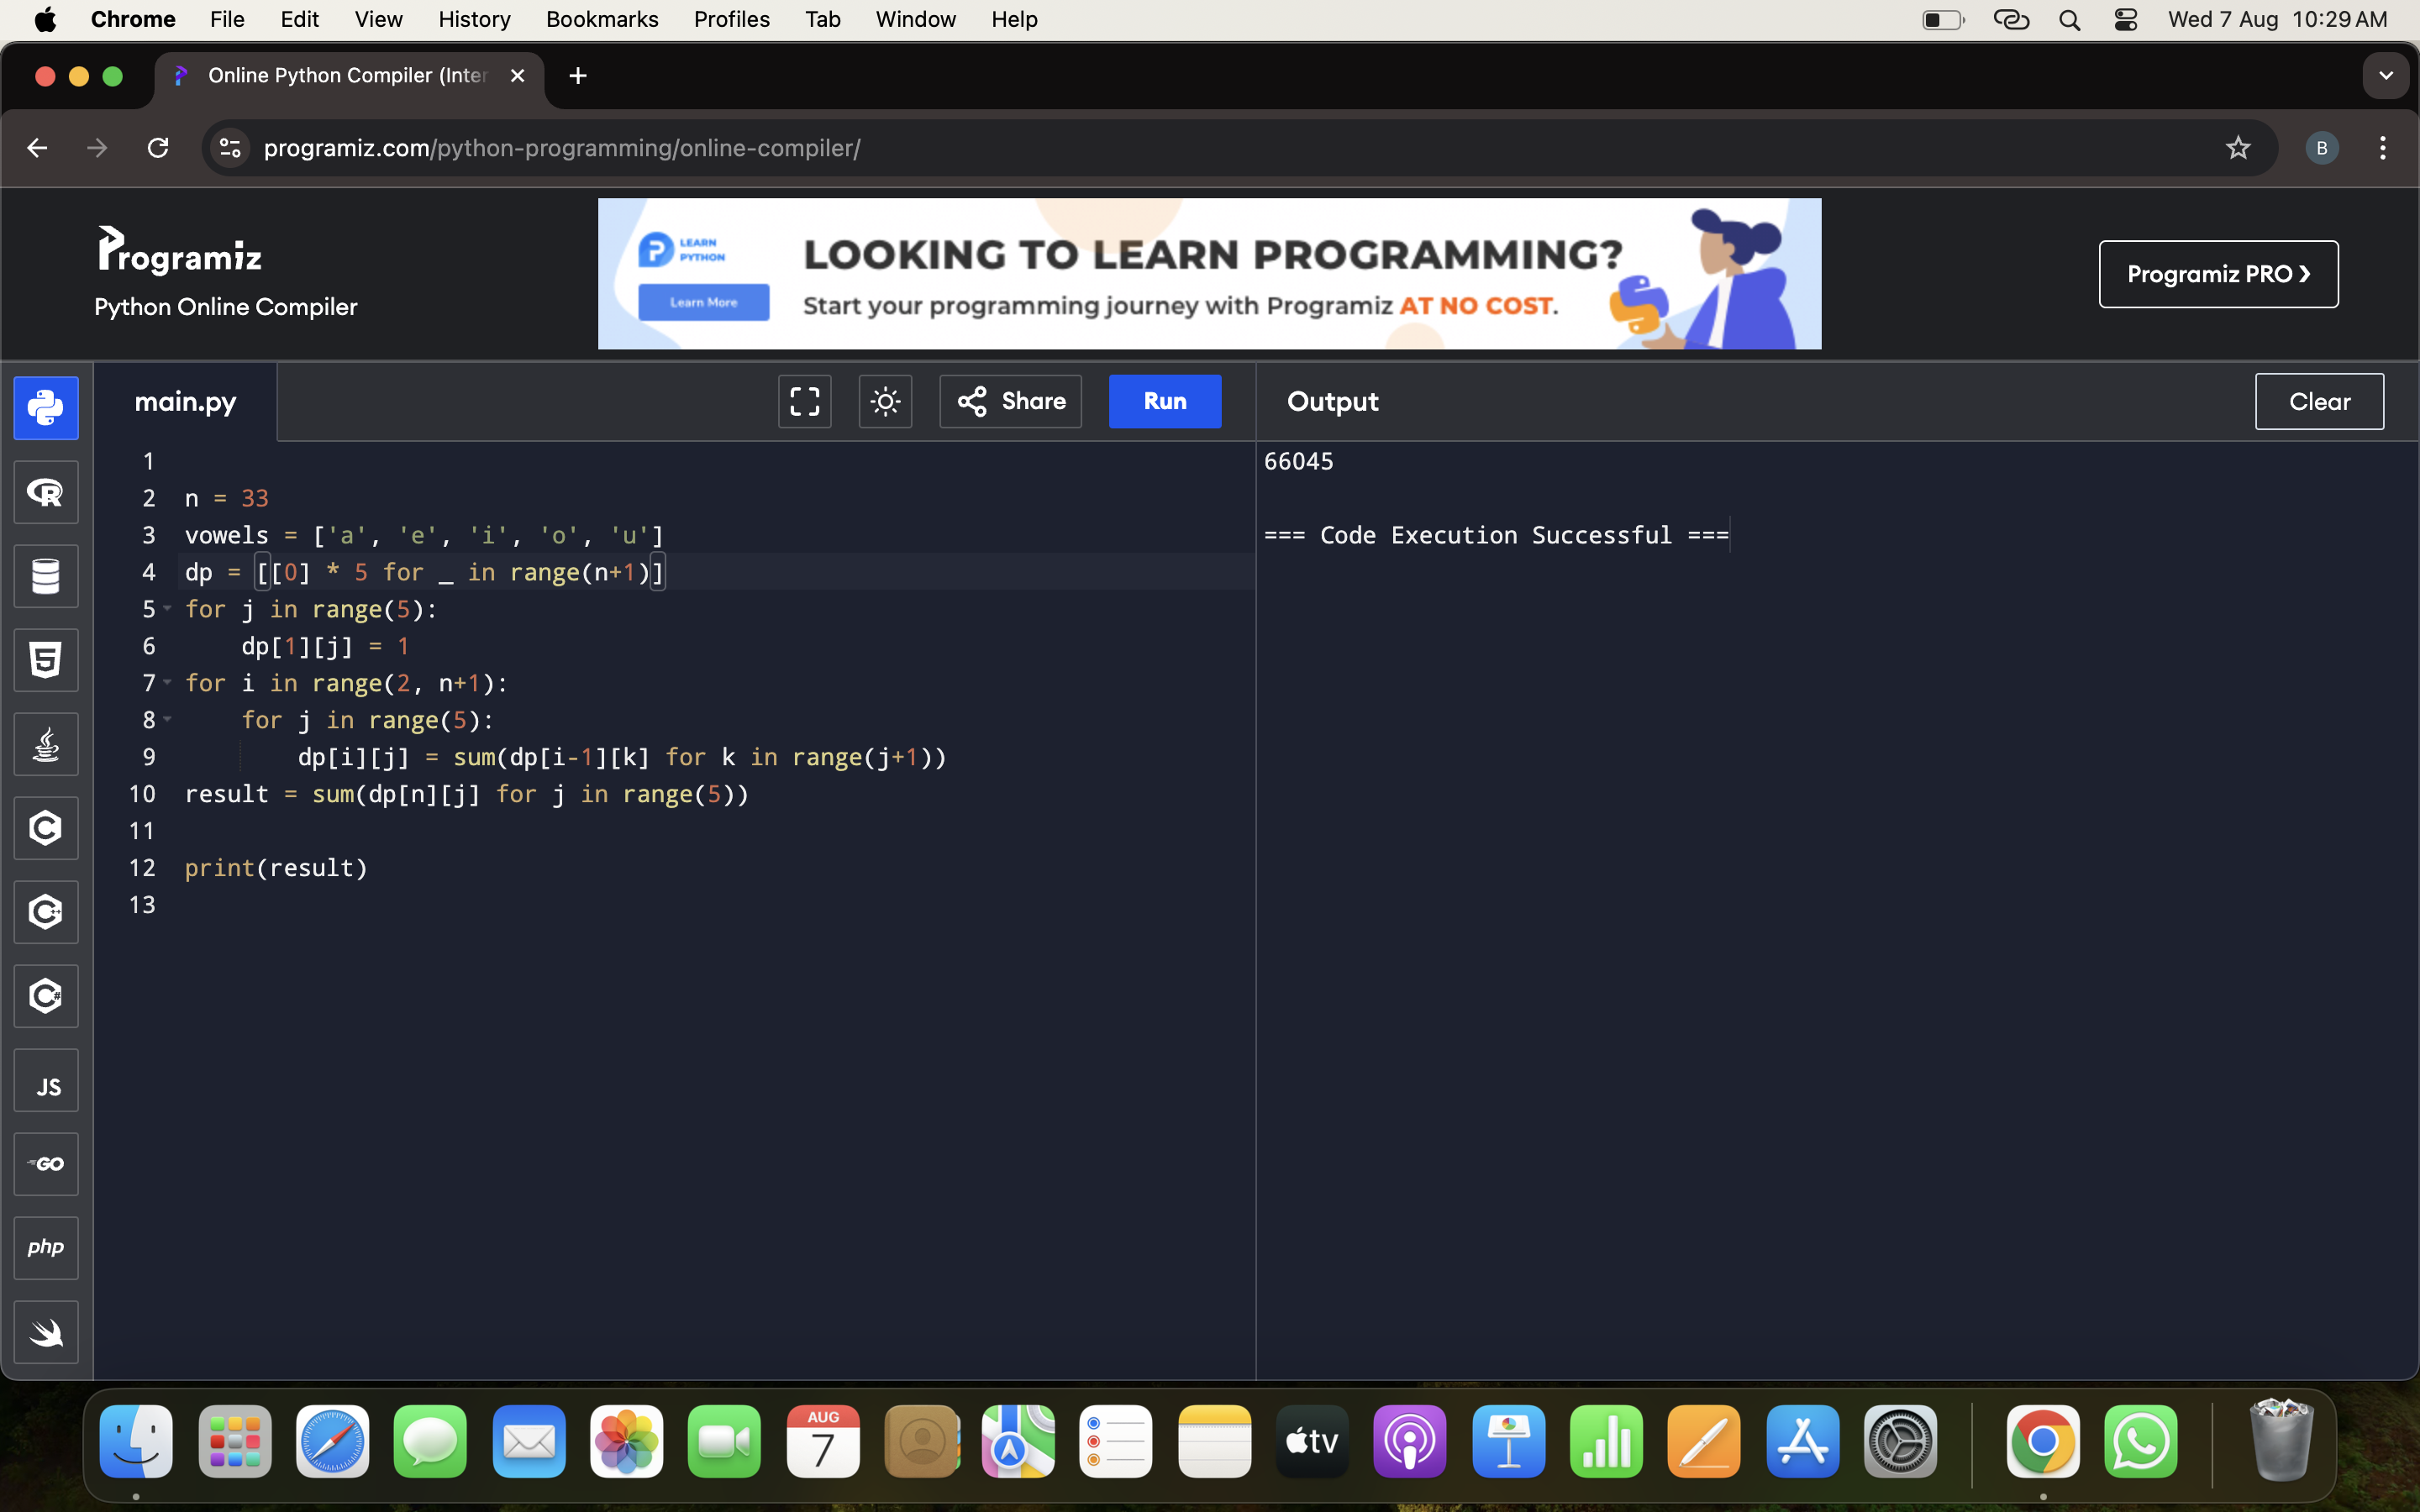 Chrome File Edit View History Bookmarks Profiles Tab Window Help Wed 7 Aug 10:29 AM
Online Python Compiler (Inter
programiz.com/python-programming/online-compiler/
B
Programiz
Python Online Compiler
LEARN
PYTHON
Learn More
LOOKING TO LEARN PROGRAMMING?
Start your programming journey with Programiz AT NO COST.
Programiz PRO ❯
main.py
Share
Run
Output
Clear
1
2 n = 33
3 vowels = ['a', 'e', 'i', 'o', 'u']
4 dp = [[0] * 5 for _ in range(n+1)]
5 for j in range(5):
6     dp[1][j] = 1
7 for i in range(2, n+1):
8     for j in range(5):
9         dp[i][j] = sum(dp[i-1][k] for k in range(j+1))
10 result = sum(dp[n][j] for j in range(5))
11
12 print(result)
13
66045
=== Code Execution Successful ===
R
5
C
C++
C#
JS
GO
php
AUG
7
tv